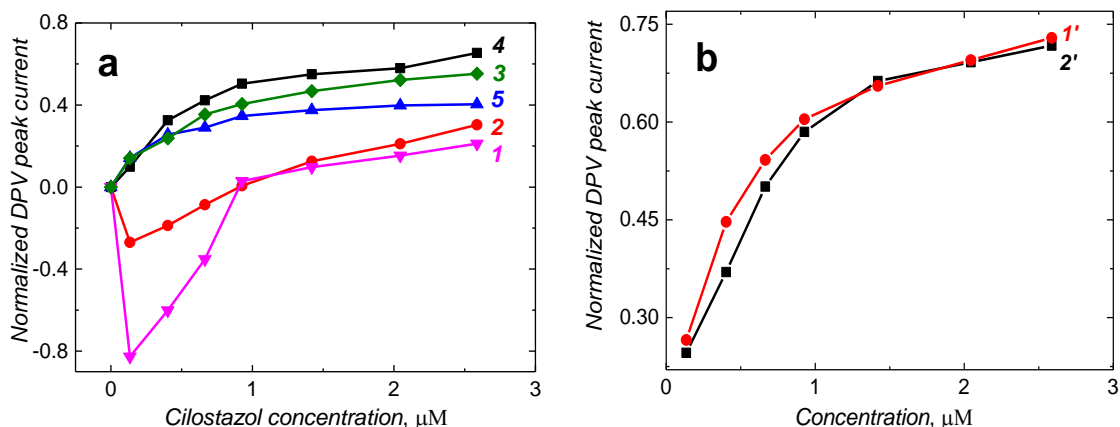 a
Normalized DPV peak current
0.8
0.4
0.0
-0.4
-0.8
4
3
5
2
1
0 1 2 3
Cilostazol concentration, μM
b
Normalized DPV peak current
0.75
0.60
0.45
0.30
1'
2'
0 1 2 3
Concentration, μM